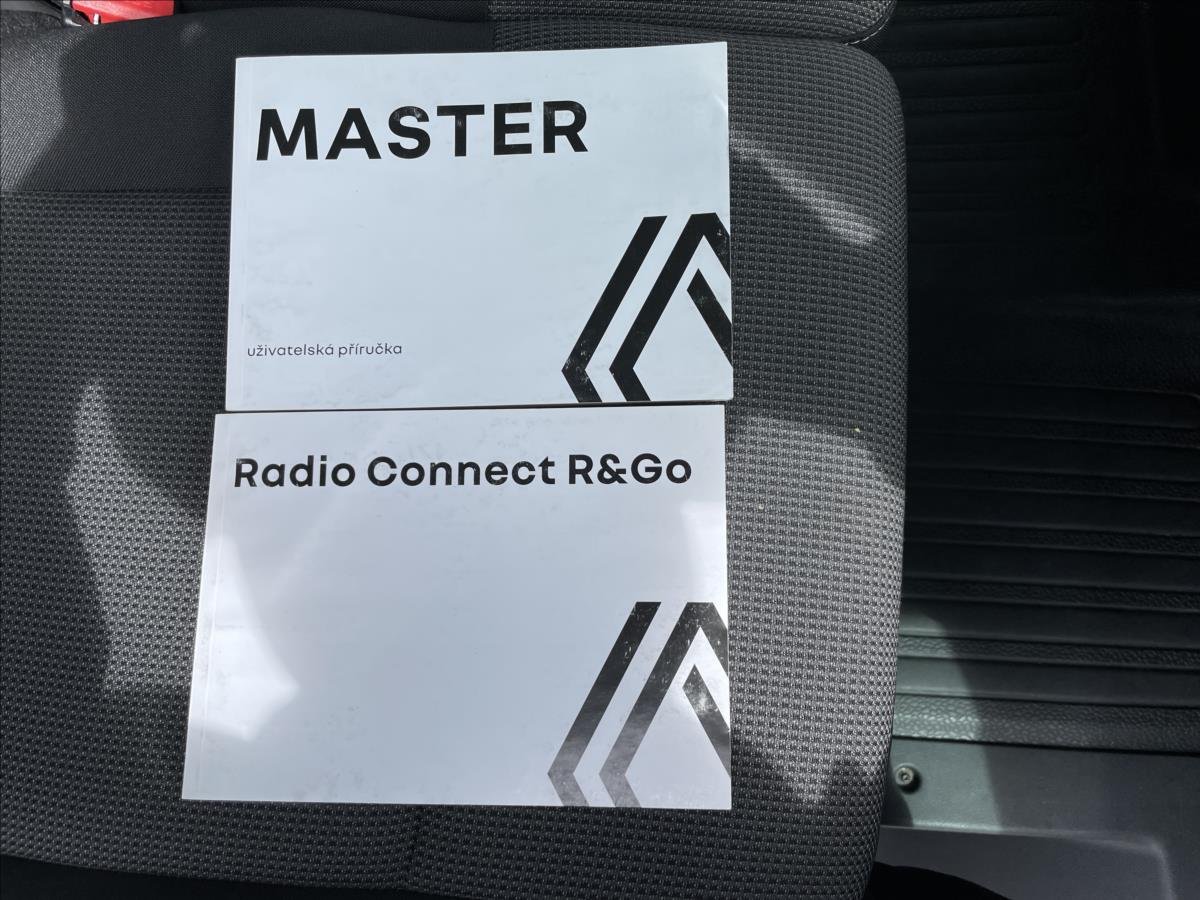 MASTER
uživatelská příručka
Radio Connect R&Go